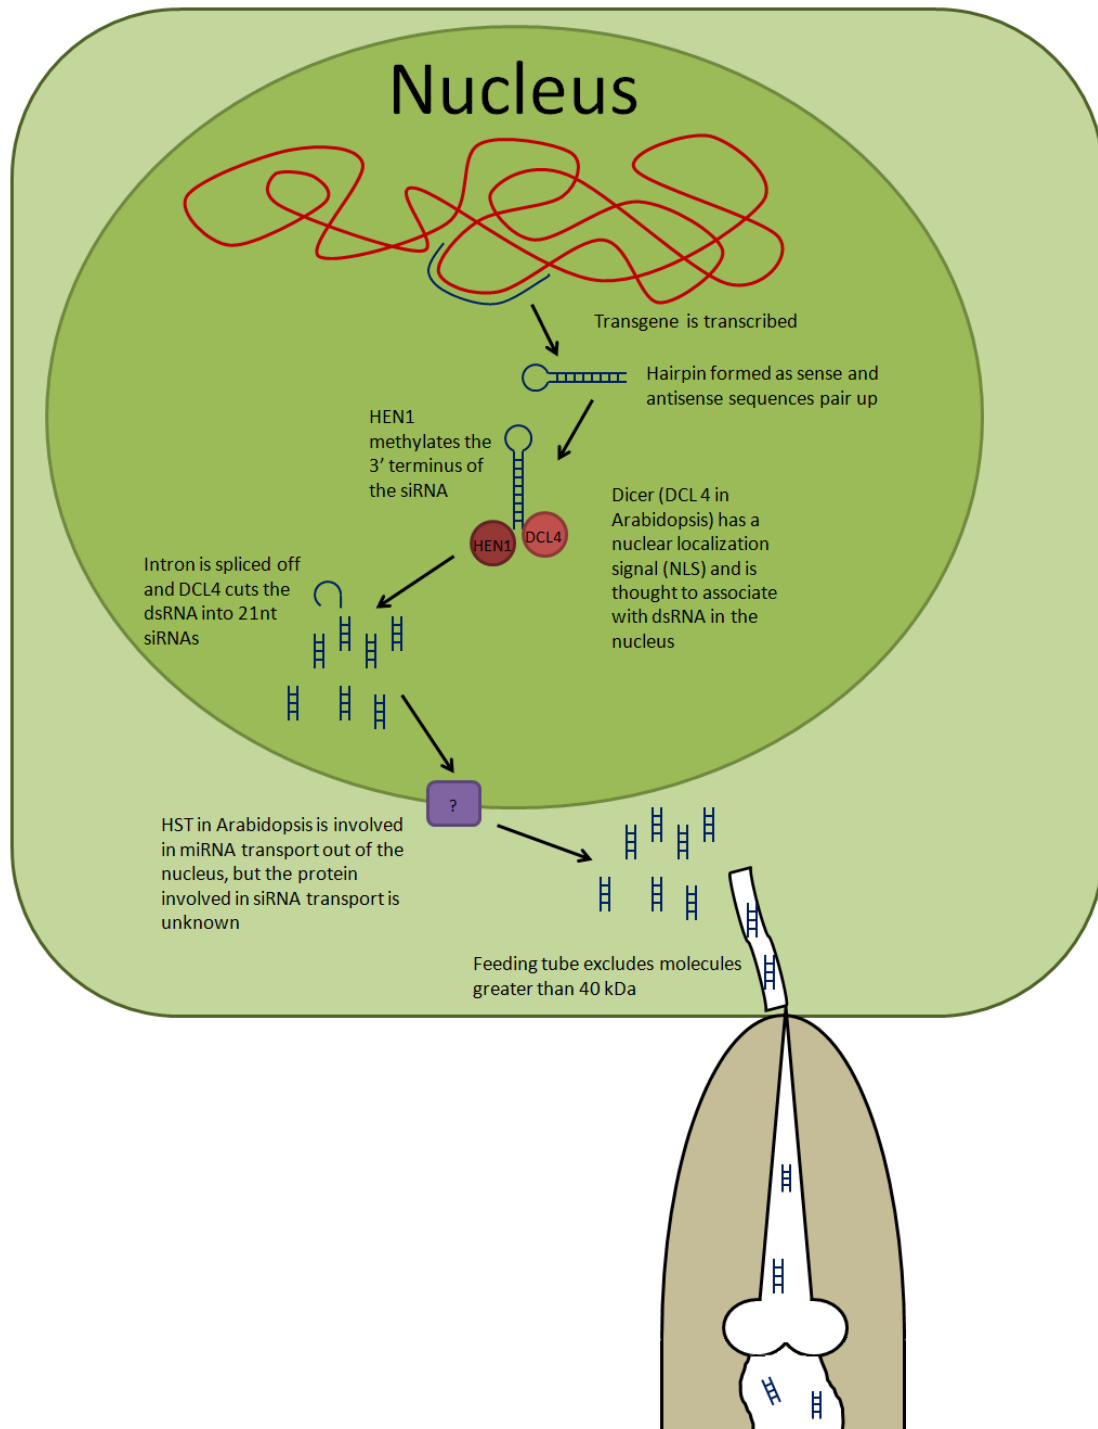 Nucleus
Transgene is transcribed
Hairpin formed as sense and
antisense sequences pair up
HEN1
methylates the
3’ terminus of
the siRNA
HEN1
DCL4
Dicer (DCL 4 in
Arabidopsis) has a
nuclear localization
signal (NLS) and is
thought to associate
with dsRNA in the
nucleus
Intron is spliced off
and DCL4 cuts the
dsRNA into 21nt
siRNAs
?
HST in Arabidopsis is involved
in miRNA transport out of the
nucleus, but the protein
involved in siRNA transport is
unknown
Feeding tube excludes molecules
greater than 40 kDa